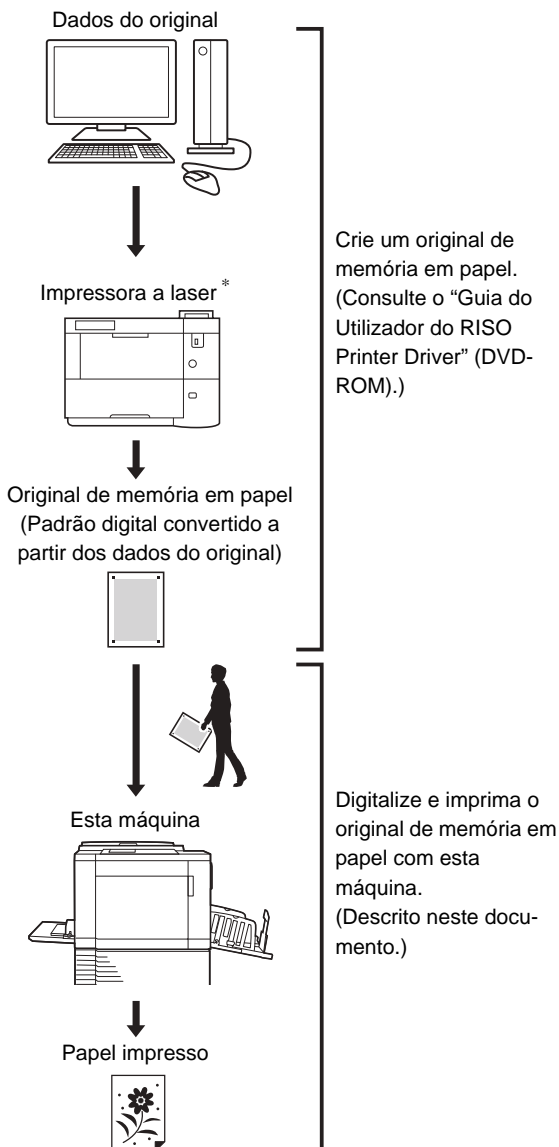 Dados do original
Impressora a laser *
Crie um original de
memória em papel.
(Consulte o “Guia do
Utilizador do RISO
Printer Driver” (DVD-
ROM).)
Original de memória em papel
(Padrão digital convertido a
partir dos dados do original)
Esta máquina
Digitalize e imprima o
original de memória em
papel com esta
máquina.
(Descrito neste docu-
mento.)
Papel impresso